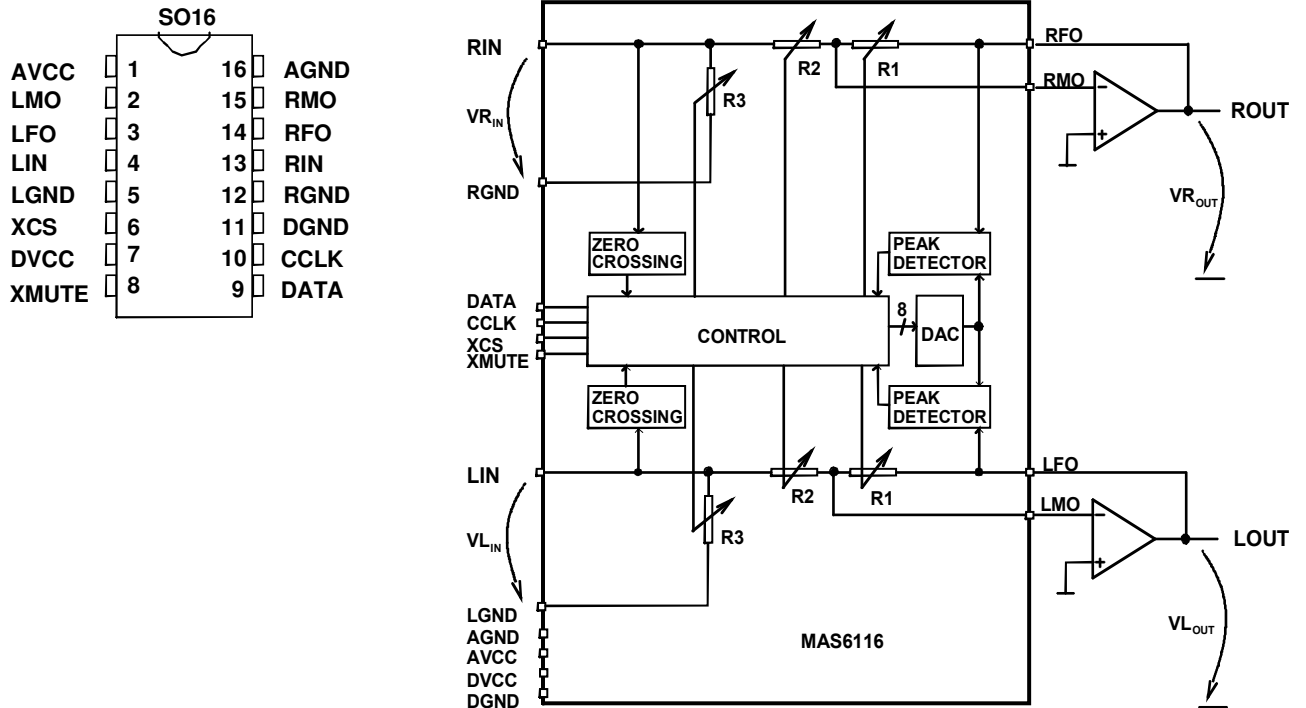 SO16
AVCC 1 16 AGND
LMO 2 15 RMO
LFO 3 14 RFO
LIN 4 13 RIN
LGND 5 12 RGND
XCS 6 11 DGND
DVCC 7 10 CCLK
XMUTE 8 9 DATA
RIN
R2
R1
RFO
RMO
R3
VR_IN
− +
ROUT
RGND
VR_OUT
ZERO
CROSSING
PEAK
DETECTOR
DATA
CCLK
XCS
XMUTE
CONTROL
8
DAC
ZERO
CROSSING
PEAK
DETECTOR
LIN
R2
R1
LFO
LMO
R3
VL_IN
− +
LOUT
LGND
AGND
AVCC
DVCC
DGND
MAS6116
VL_OUT